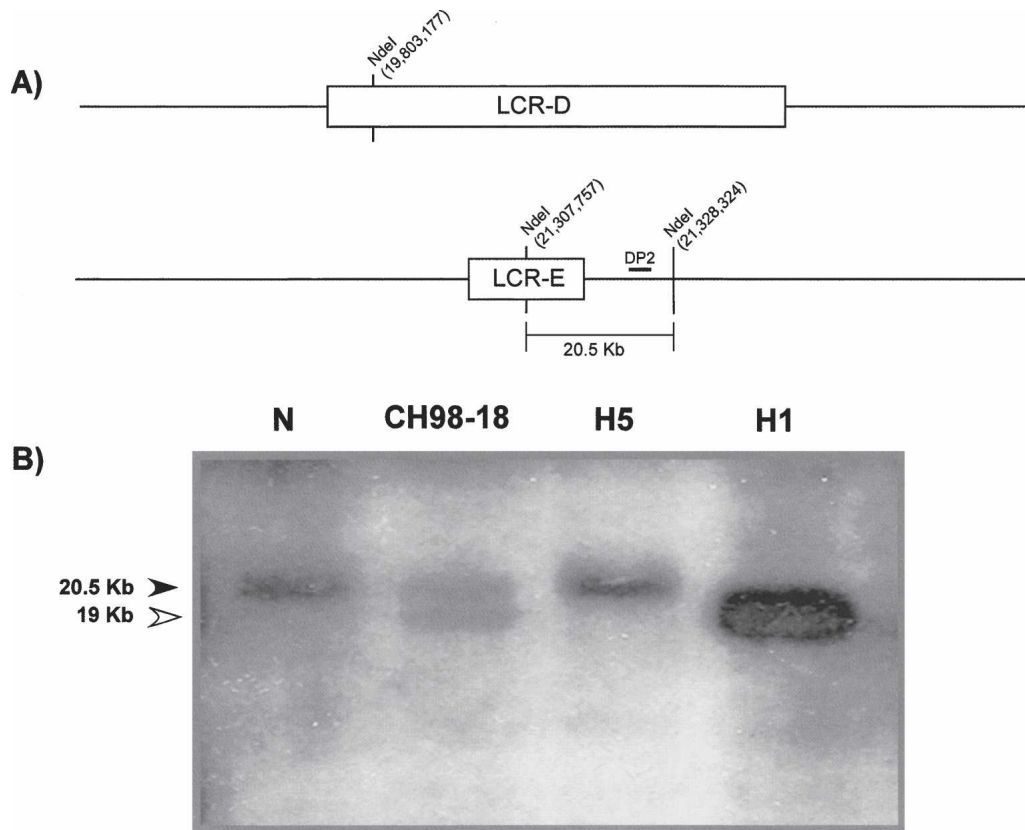 A)
NdeI
(19,803,177)
LCR-D
NdeI
(21,307,757)
NdeI
(21,328,324)
DP2
LCR-E
20.5 Kb
N CH98-18 H5 H1
B)
20.5 Kb
19 Kb